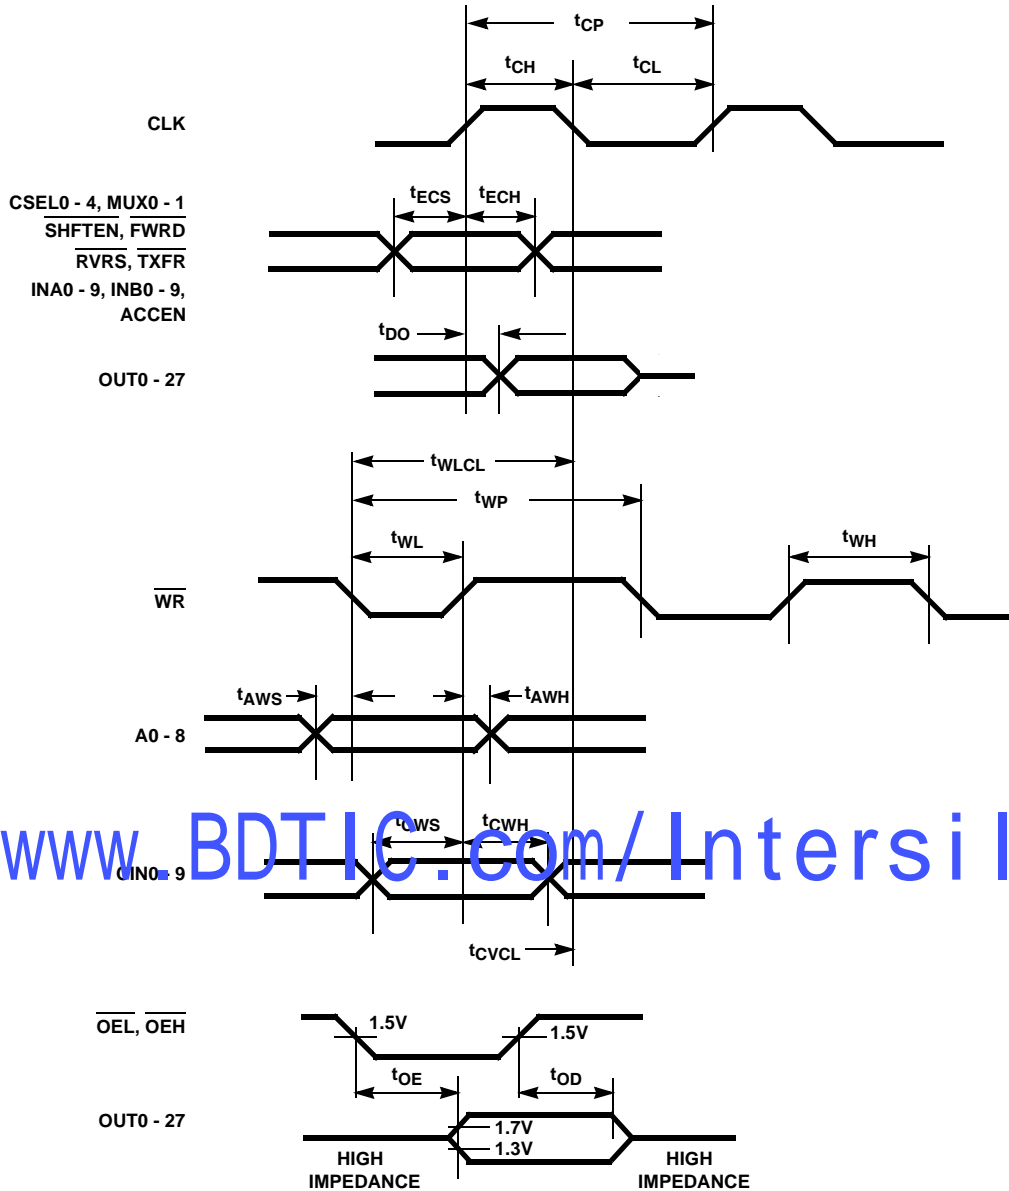 tCP
tCH
tCL
CLK
tECS
tECH
CSEL0 - 4, MUX0 - 1
SHFTEN, FWRD
RVRS, TXFR
INA0 - 9, INB0 - 9,
ACCEN
tDO
OUT0 - 27
tWLCL
tWP
tWL
tWH
WR
tAWS
tAWH
A0 - 8
tCWS
tCWH
www.BDTIC.com/Intersil
CIN0 - 9
tCVCL
OEL, OEH
1.5V
1.5V
tOE
tOD
OUT0 - 27
1.7V
1.3V
HIGH
IMPEDANCE
HIGH
IMPEDANCE